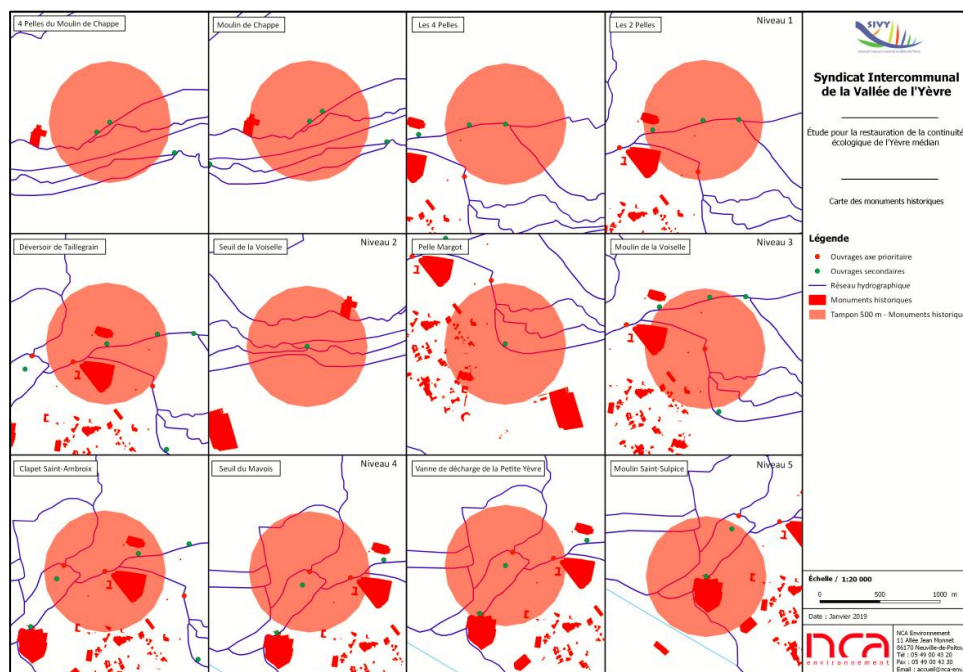 4 Pelles du Moulin de Chappe
Moulin de Chappe
Les 4 Pelles
Les 2 Pelles
Niveau 1
Déversoir de Taillegrain
Seuil de la Voiselle
Niveau 2
Pelle Margot
Moulin de la Voiselle
Niveau 3
Clapet Saint-Ambroix
Seuil du Mavois
Niveau 4
Vanne de décharge de la Petite Yèvre
Moulin Saint-Sulpice
Niveau 5
SIVY
Syndicat Intercommunal
de la Vallée de l'Yèvre
Étude pour la restauration de la continuité
écologique de l'Yèvre médian
Carte des monuments historiques
Légende
Ouvrages axe prioritaire
Ouvrages secondaires
Réseau hydrographique
Monuments historiques
Tampon 500 m - Monuments historiqu
Échelle / 1:20 000
0 500 1000 m
Date : Janvier 2019
nca
environnement
NCA Environnement
11 Allée Jean Monnet
86170 Neuville-de-Poitou
Tél : 05 49 00 43 20
Fax : 05 49 00 43 30
Email : accueil@nca-env